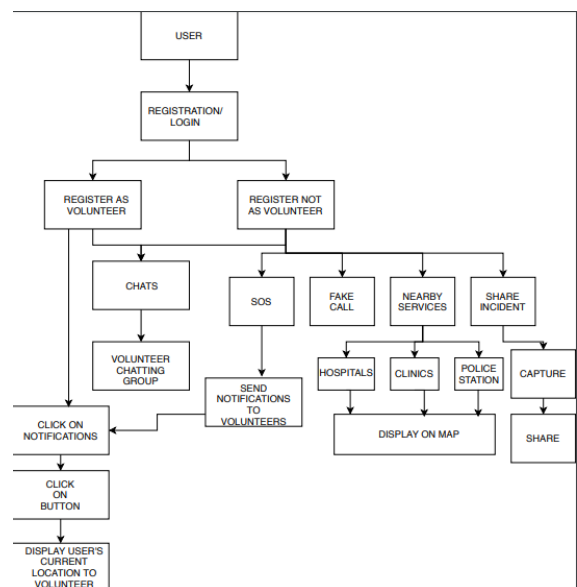 USER
REGISTRATION/
LOGIN
REGISTER AS
VOLUNTEER
REGISTER NOT
AS VOLUNTEER
CHATS
SOS
FAKE
CALL
NEARBY
SERVICES
SHARE
INCIDENT
VOLUNTEER
CHATTING
GROUP
HOSPITALS
CLINICS
POLICE
STATION
CAPTURE
SEND
NOTIFICATIONS
TO
VOLUNTEERS
CLICK ON
NOTIFICATIONS
DISPLAY ON MAP
SHARE
CLICK
ON
BUTTON
DISPLAY USER'S
CURRENT
LOCATION TO
VOLUNTEER